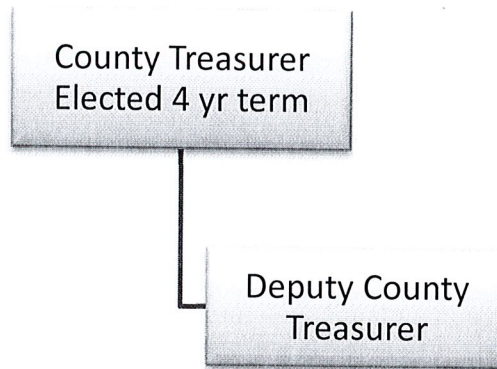 County Treasurer
Elected 4 yr term
Deputy County
Treasurer